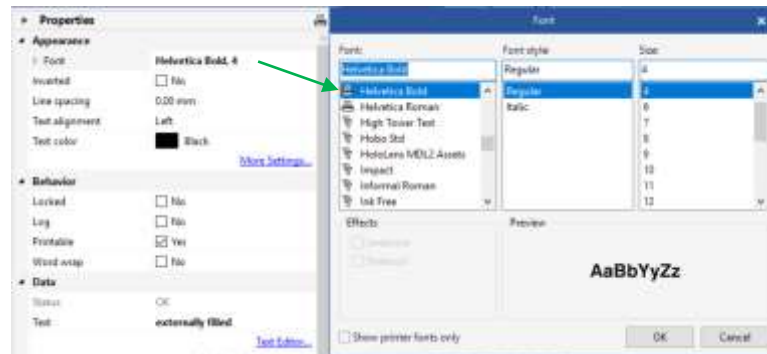 Properties
Appearance
Font Helvetica Bold, 4
Inverted No
Line spacing 0.00 mm
Text alignment Left
Text color Black
More Settings...
Behavior
Locked No
Log No
Printable Yes
Word wrap No
Data
Status OK
Text externally filled
Text Editor...
Font
Font: Font style Size
Helvetica Bold Regular 4
Helvetica Bold Regular 4
Helvetica Roman Italic 6
High Tower Text 7
Hobo Std 8
HoloLens MDL2 Assets 9
Impact 10
Informal Roman 11
Ink Free 12
Effects Preview
AaBbYyZz
Show printer fonts only OK Cancel